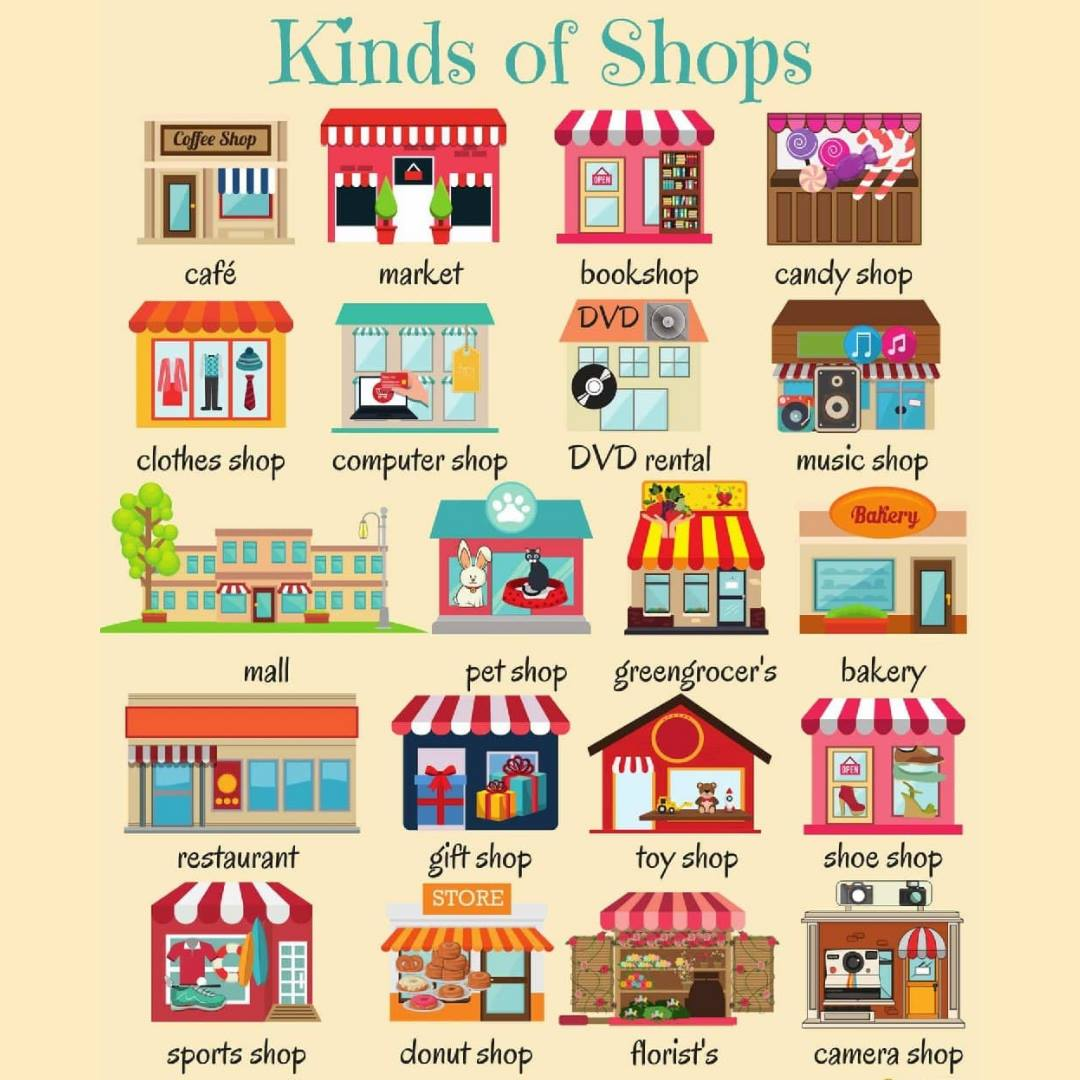 Kinds of Shops
Coffee Shop
OPEN
café market bookshop candy shop
DVD
clothes shop computer shop DVD rental music shop
Bakery
mall pet shop greengrocer's bakery
OPEN
restaurant gift shop toy shop shoe shop
STORE
sports shop donut shop florist's camera shop